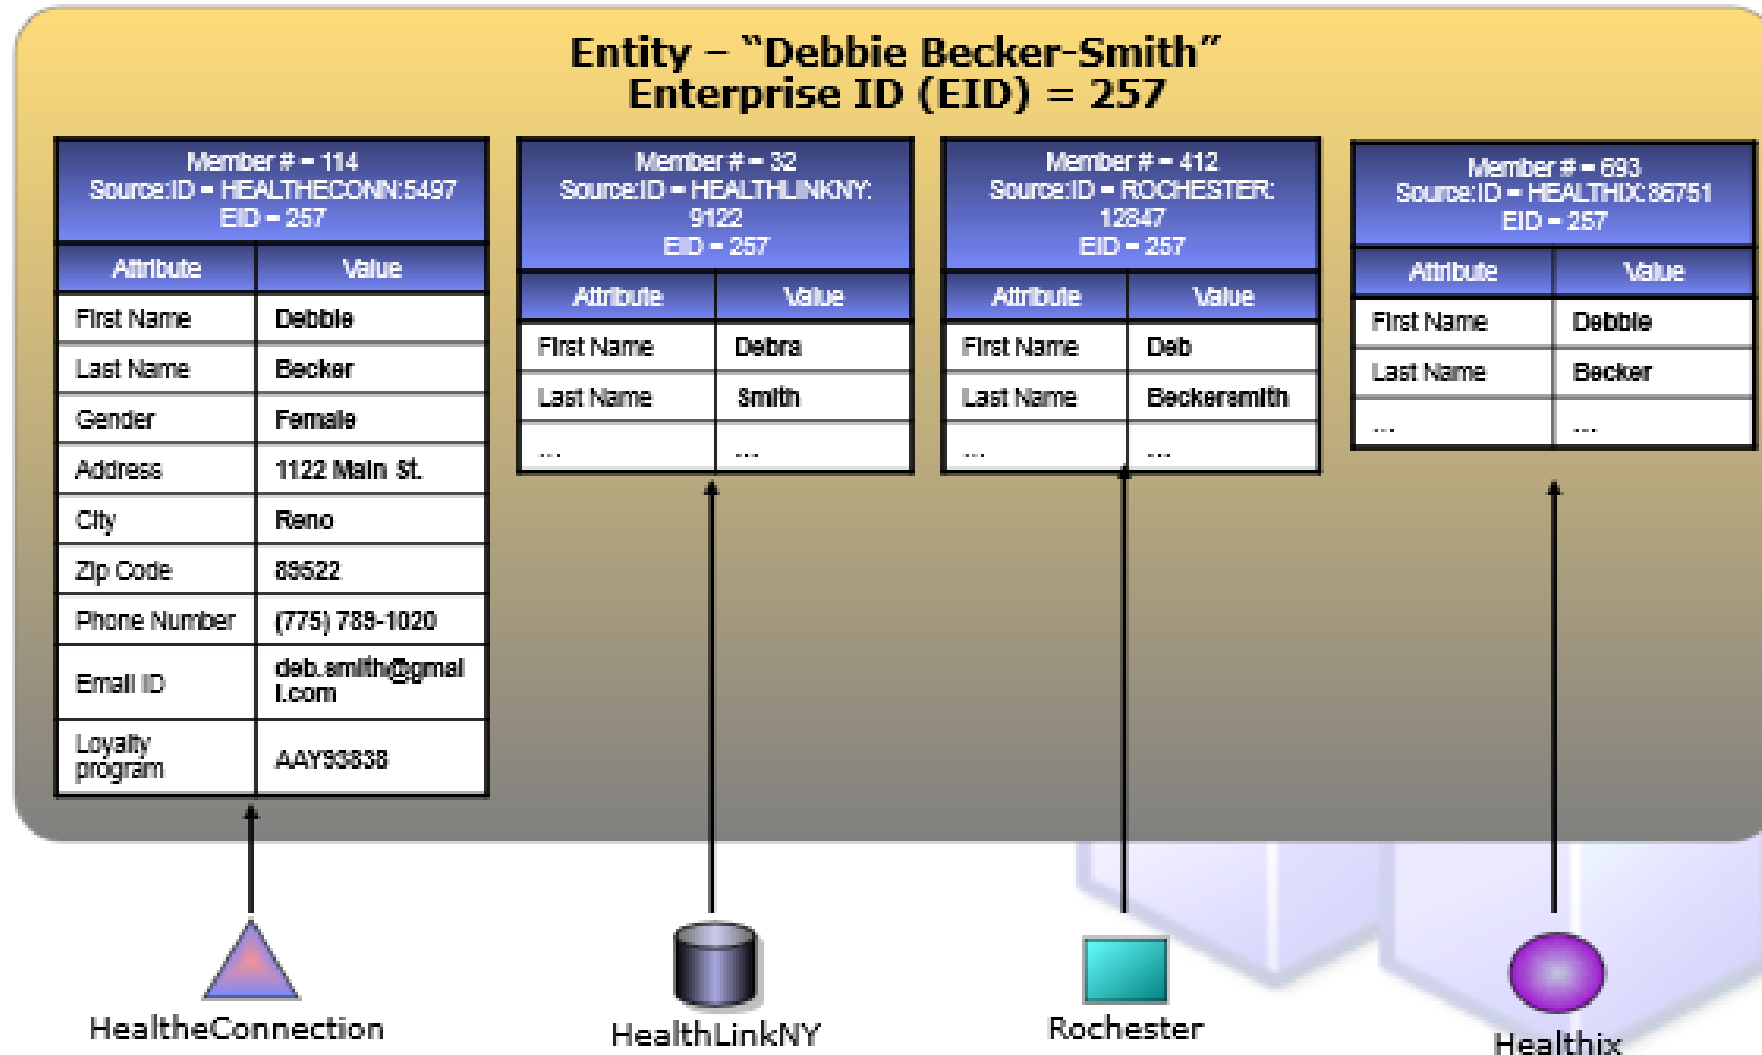 Entity – “Debbie Becker-Smith”
Enterprise ID (EID) = 257
Member # = 114
Source:ID = HEALTHECONN:5497
EID = 257
Attribute Value
First Name Debbie
Last Name Becker
Gender Female
Address 1122 Main St.
City Reno
Zip Code 89522
Phone Number (775) 789-1020
Email ID deb.smith@gmai
l.com
Loyalty
program AAY93838
Member # = 32
Source:ID = HEALTHLINKNY:
9122
EID = 257
Attribute Value
First Name Debra
Last Name Smith
... ...
Member # = 412
Source:ID = ROCHESTER:
12847
EID = 257
Attribute Value
First Name Deb
Last Name Beckersmith
... ...
Member # = 693
Source:ID = HEALTHIX:86751
EID = 257
Attribute Value
First Name Debbie
Last Name Becker
... ...
HealtheConnection
HealthLinkNY
Rochester
Healthix